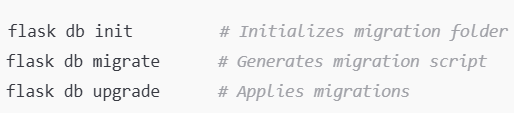 flask db init # Initializes migration folder
flask db migrate # Generates migration script
flask db upgrade # Applies migrations